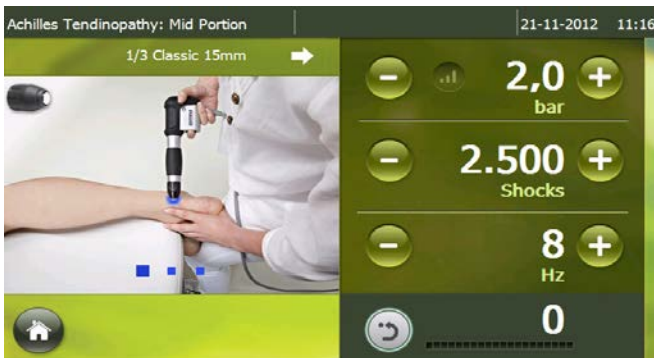 Achilles Tendinopathy: Mid Portion
21-11-2012 11:16
1/3 Classic 15mm
2,0
bar
2.500
Shocks
8
Hz
0